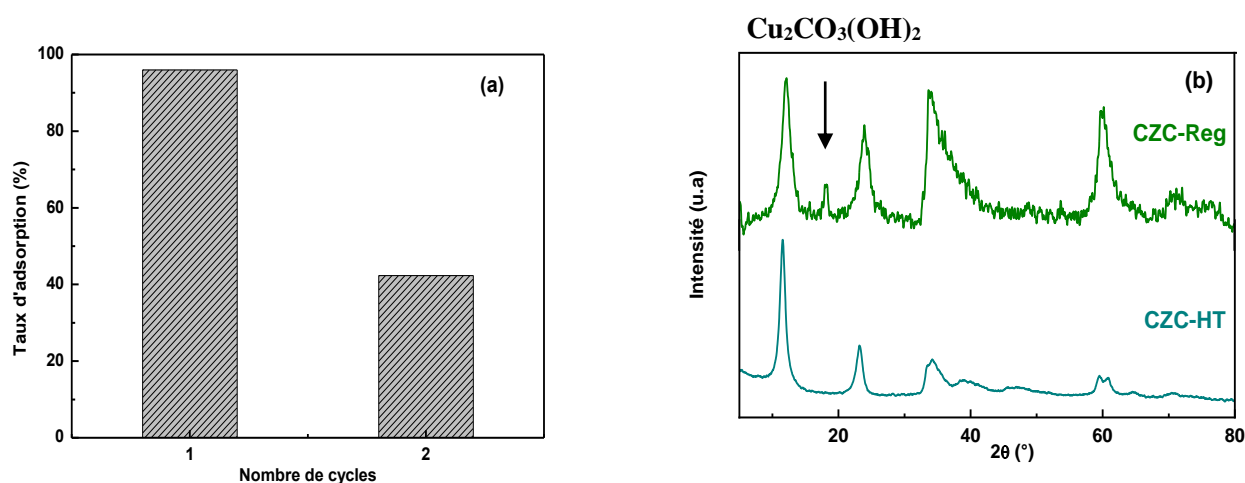 100
80
60
40
20
0
Taux d'adsorption (%)
(a)
1
2
Nombre de cycles
Cu₂CO₃(OH)₂
(b)
CZC-Reg
CZC-HT
Intensité (u.a)
20
40
60
80
2θ (°)